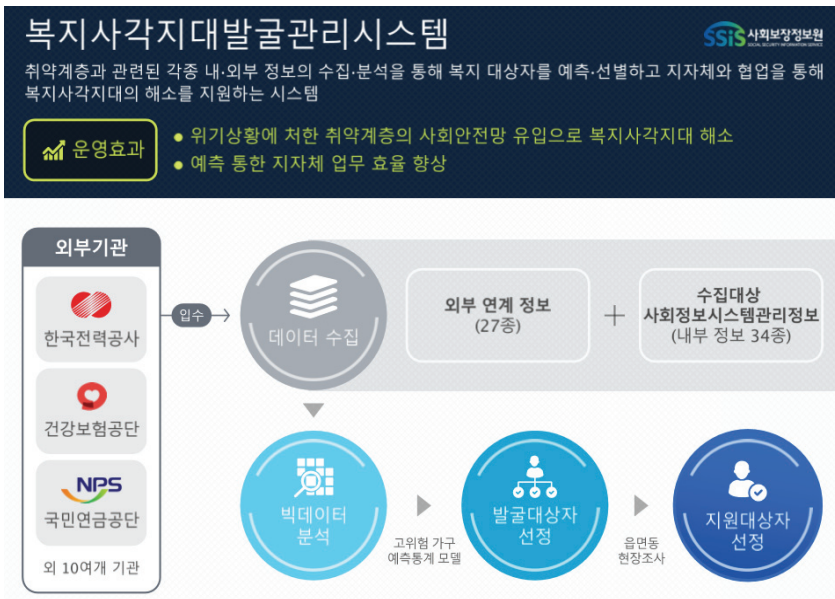 복지사각지대발굴관리시스템
SSiS 사회보장정보원
SOCIAL SECURITY INFORMATION SERVICE
취약계층과 관련된 각종 내·외부 정보의 수집·분석을 통해 복지 대상자를 예측·선별하고 지자체와 협업을 통해
복지사각지대의 해소를 지원하는 시스템
운영효과
● 위기상황에 처한 취약계층의 사회안전망 유입으로 복지사각지대 해소
● 예측 통한 지자체 업무 효율 향상
외부기관
한국전력공사
건강보험공단
NPS
국민연금공단
외 10여개 기관
입수
데이터 수집
외부 연계 정보
(27종)
+
수집대상
사회정보시스템관리정보
(내부 정보 34종)
빅데이터
분석
고위험 가구
예측통계 모델
발굴대상자
선정
읍면동
현장조사
지원대상자
선정